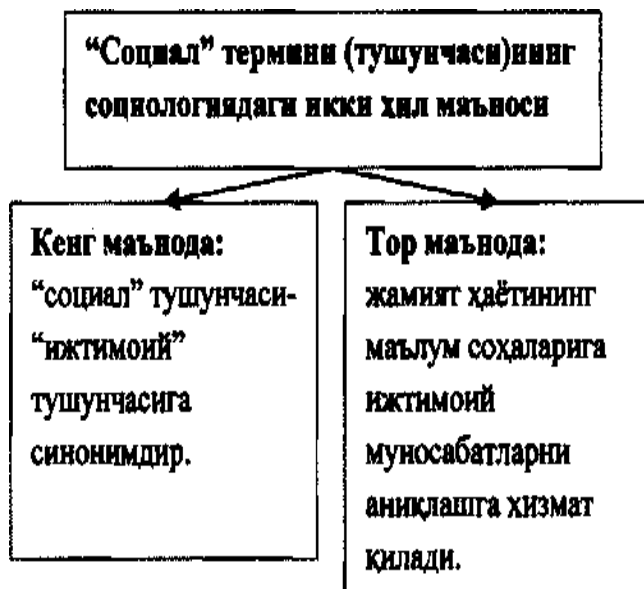 “Социал” термини (тушунчаси)нинг
социологиядаги икки хил маъноси
Кенг маънода:
“социал” тушунчаси-
“ижтимоий”
тушунчасига
синонимдир.
Тор маънода:
жамият ҳаётининг
маълум соҳаларига
ижтимоий
муносабатларни
аниқлашга хизмат
қилади.